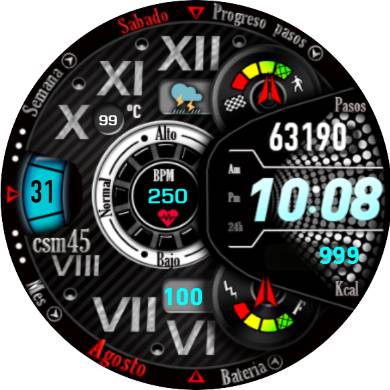 Sabado
Progreso pasos
XII
XI
X
Semana
99
ºC
Pasos
63190
Alto
Normal
BPM
250
Bajo
Am
Pm
24h
10:08
31
csm45
VIII
999
Kcal
100
VII
VI
F
Mes
Agosto
Bateria